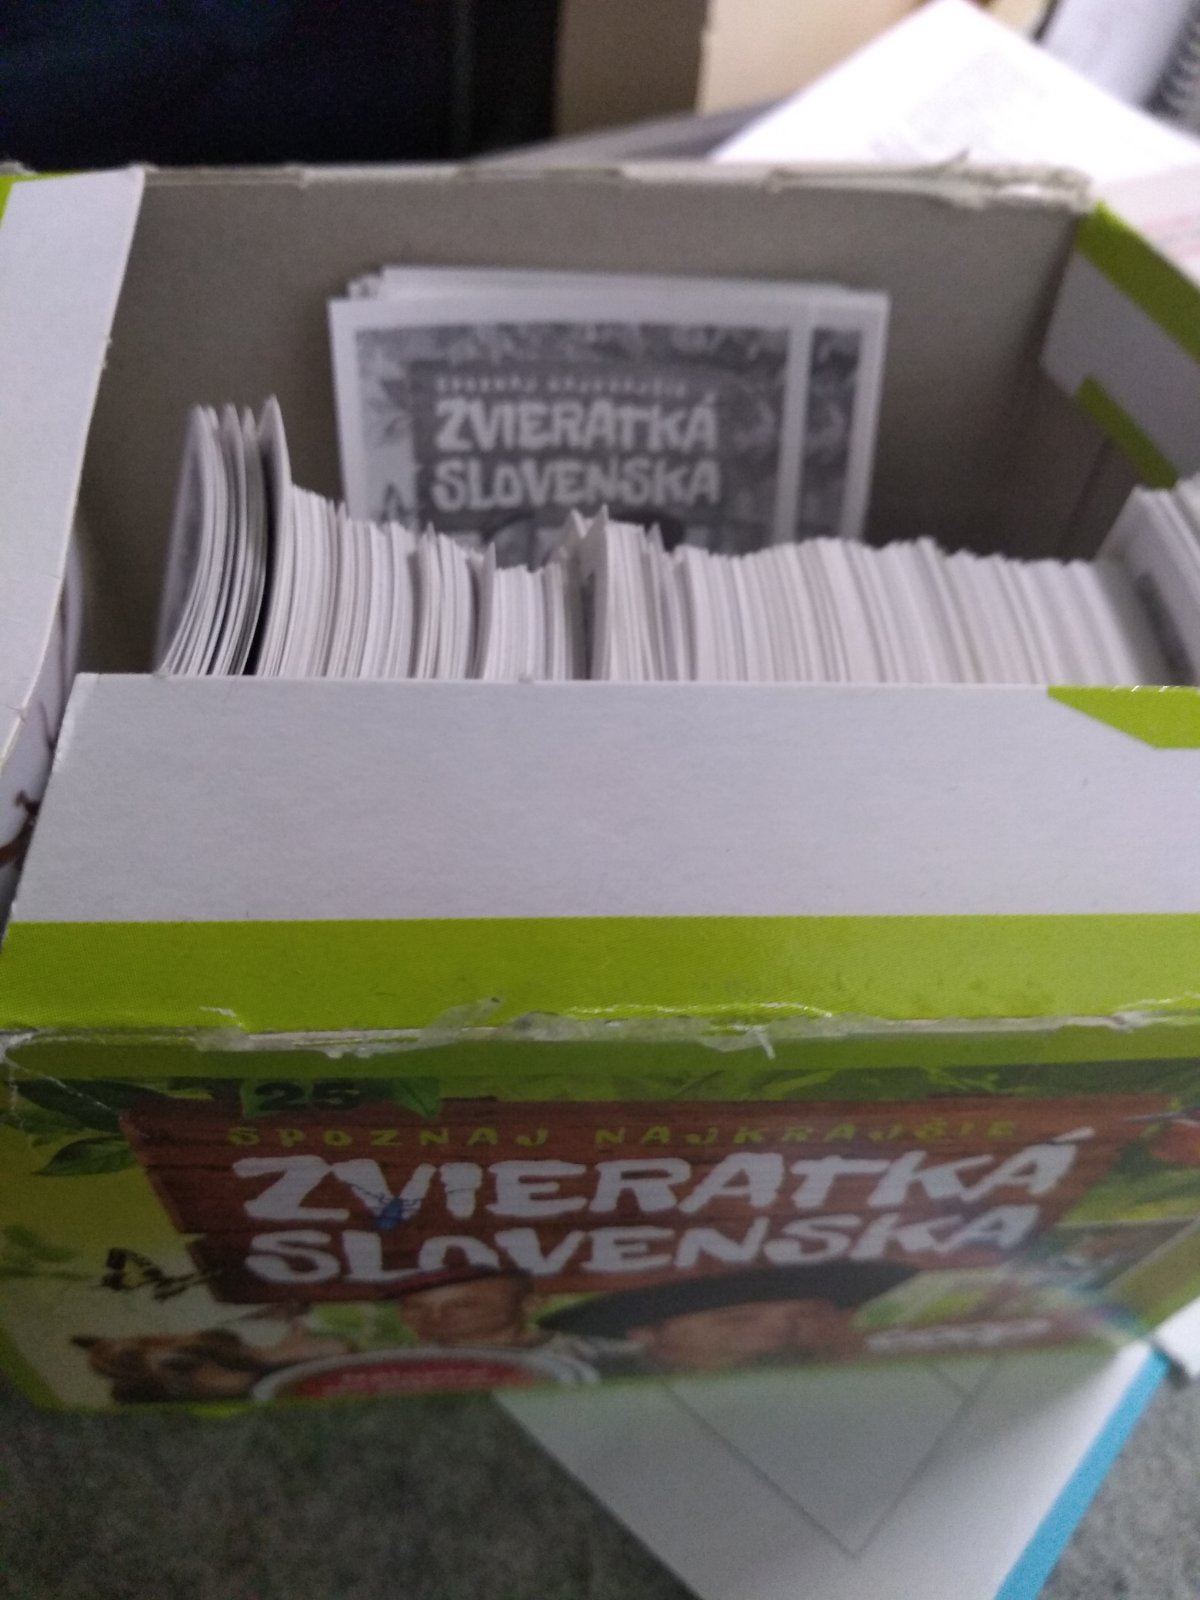 ZVIERATKÁ
SLOVENSKA
25
SPOZNAJ NAJKRAJŠIE
ZVIERATKÁ
SLOVENSKA